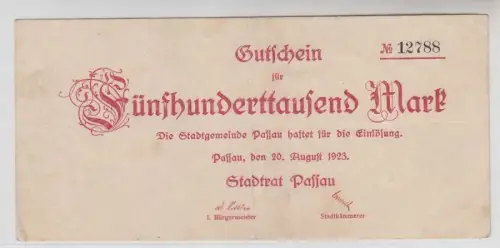 Gutschein
№ 12788
für
Fünfhunderttausend Mark
Die Stadtgemeinde Passau haftet für die Einlösung.
Passau, den 20. August 1923.
Stadtrat Passau
I. Bürgermeister
Stadtkämmerer